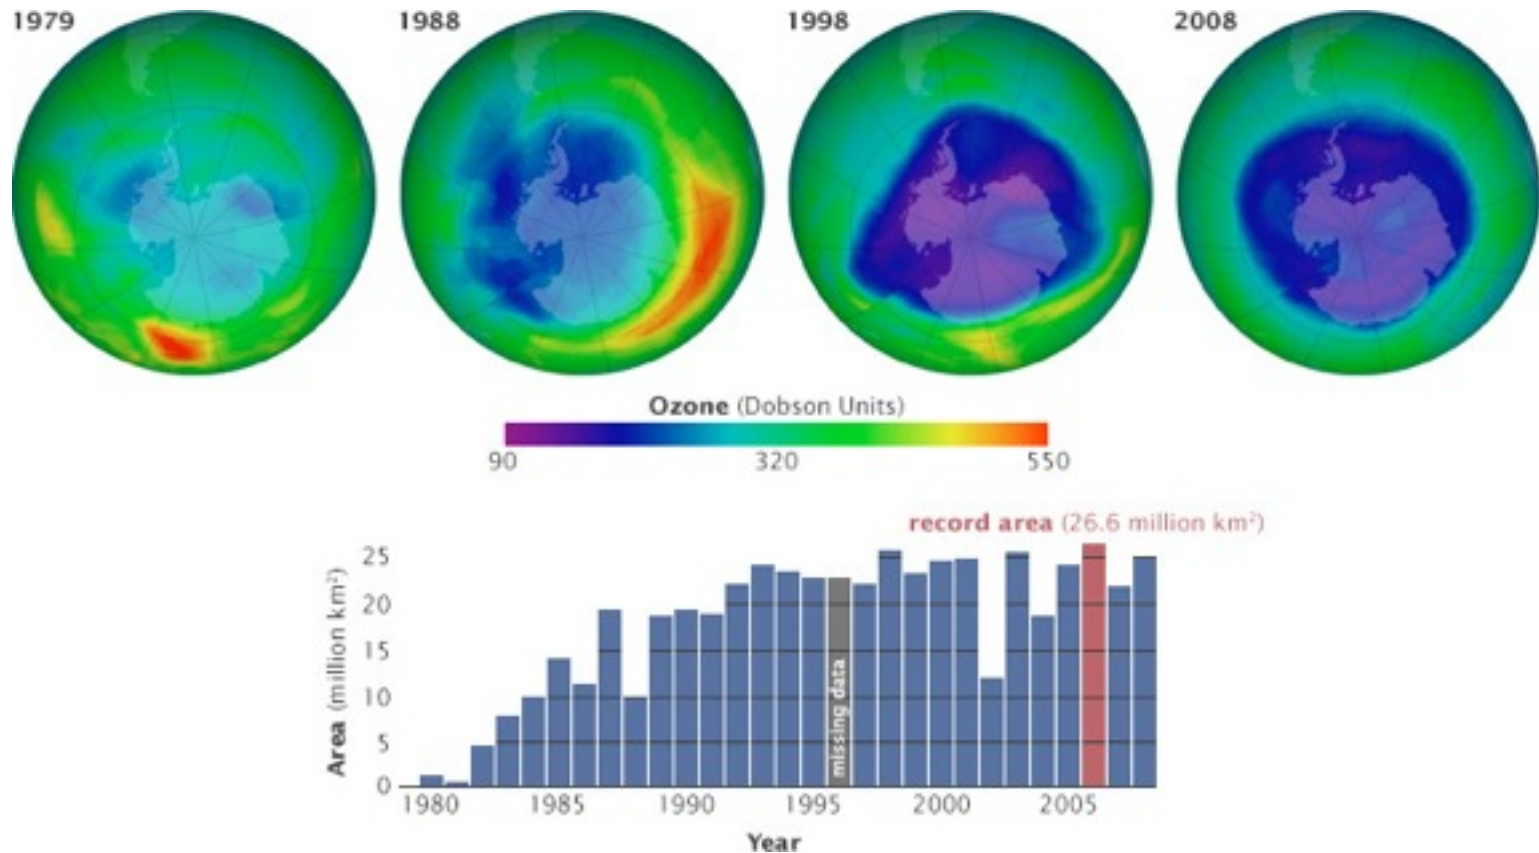 1979 1988 1998 2008
Ozone (Dobson Units)
90 320 550
record area (26.6 million km²)
Area (million km²)
25
20
15
10
5
0
missing data
1980 1985 1990 1995 2000 2005
Year